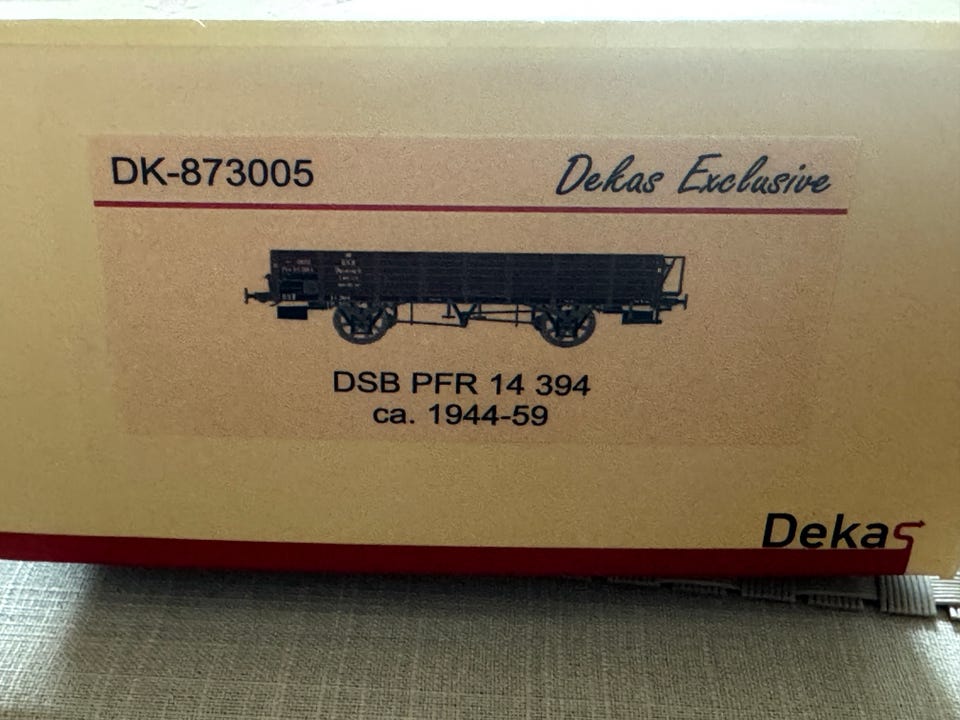 DK-873005 Dekas Exclusive
DSB PFR 14 394
ca. 1944-59
Dekas